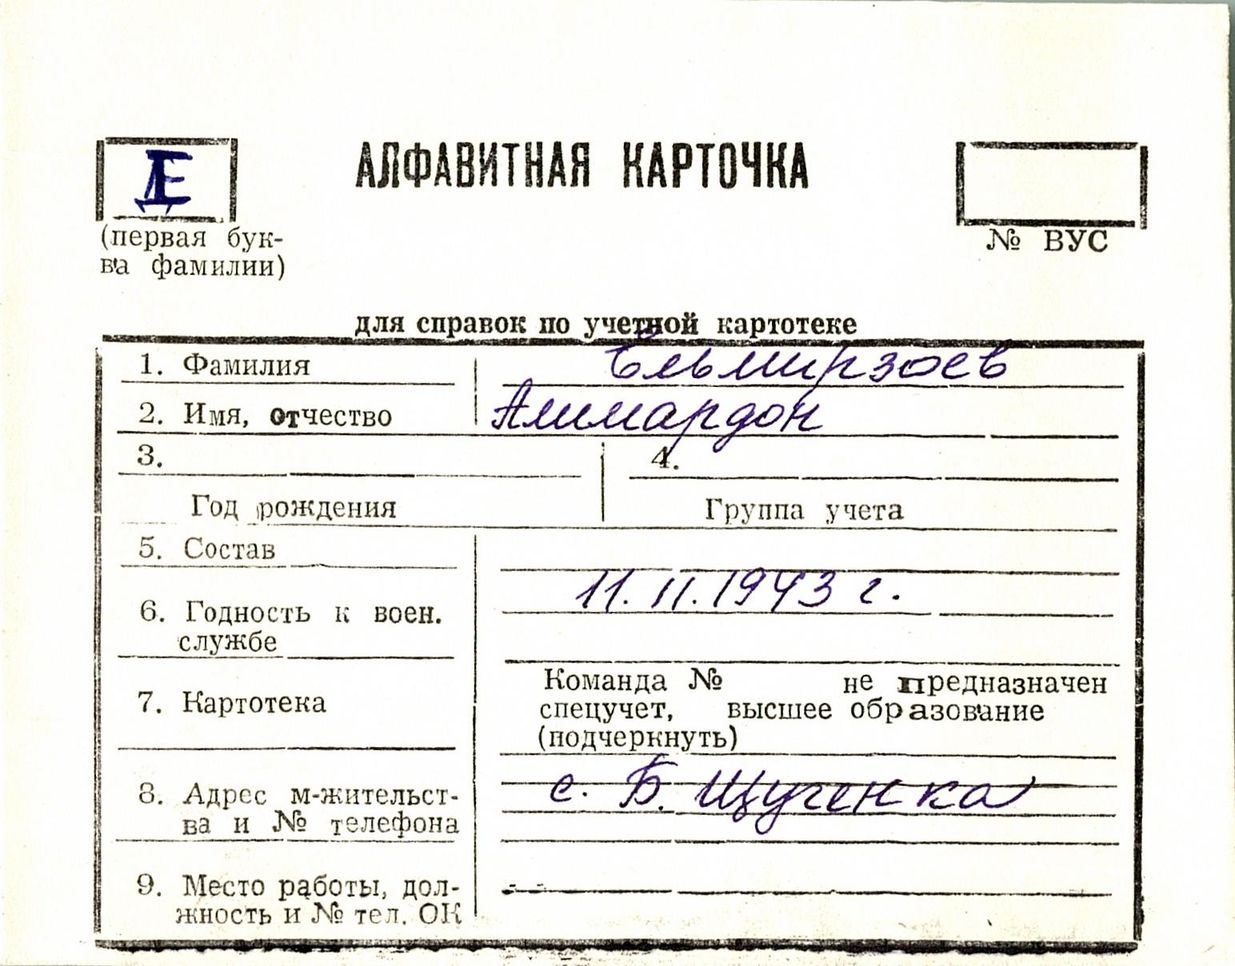 Е
АЛФАВИТНАЯ КАРТОЧКА
(первая бук-
ва фамилии)
№ ВУС
для справок по учетной картотеке
1. Фамилия Ельмирзоев
2. Имя, отчество Алимардон
3. 4.
Год рождения Группа учета
5. Состав
11.11.1943 г.
6. Годность к воен.
службе
7. Картотека
Команда № не предназначен
спецучет, высшее образование
(подчеркнуть)
8. Адрес м-жительст-
ва и № телефона
с. Б. Щугенка
9. Место работы, дол-
жность и № тел. ОК